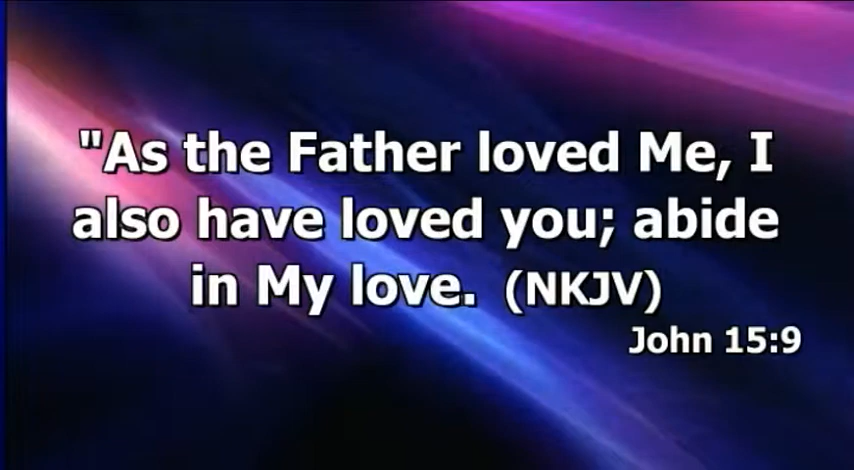 "As the Father loved Me, I
also have loved you; abide
in My love.  (NKJV)
John 15:9